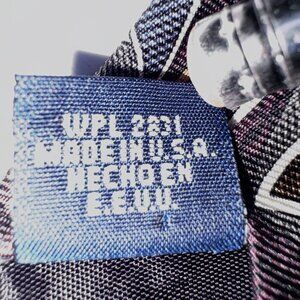 WPL 2831
MADE IN U.S.A.
HECHO EN
E.E.U.U.